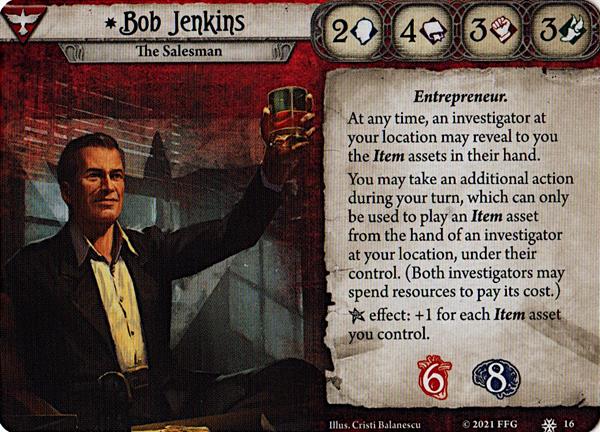 Bob Jenkins
The Salesman
2 4 3 3
Entrepreneur.
At any time, an investigator at
your location may reveal to you
the Item assets in their hand.
You may take an additional action
during your turn, which can only
be used to play an Item asset
from the hand of an investigator
at your location, under their
control. (Both investigators may
spend resources to pay its cost.)
effect: +1 for each Item asset
you control.
6 8
Illus. Cristi Balanescu © 2021 FFG 16